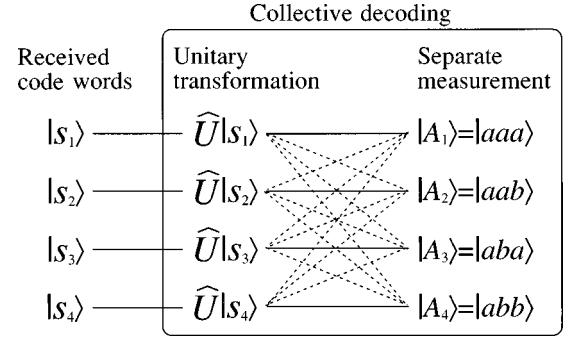 Collective decoding
Received code words
Unitary transformation
Separate measurement
|s₁⟩ Û|s₁⟩ |A₁⟩=|aaa⟩
|s₂⟩ Û|s₂⟩ |A₂⟩=|aab⟩
|s₃⟩ Û|s₃⟩ |A₃⟩=|aba⟩
|s₄⟩ Û|s₄⟩ |A₄⟩=|abb⟩